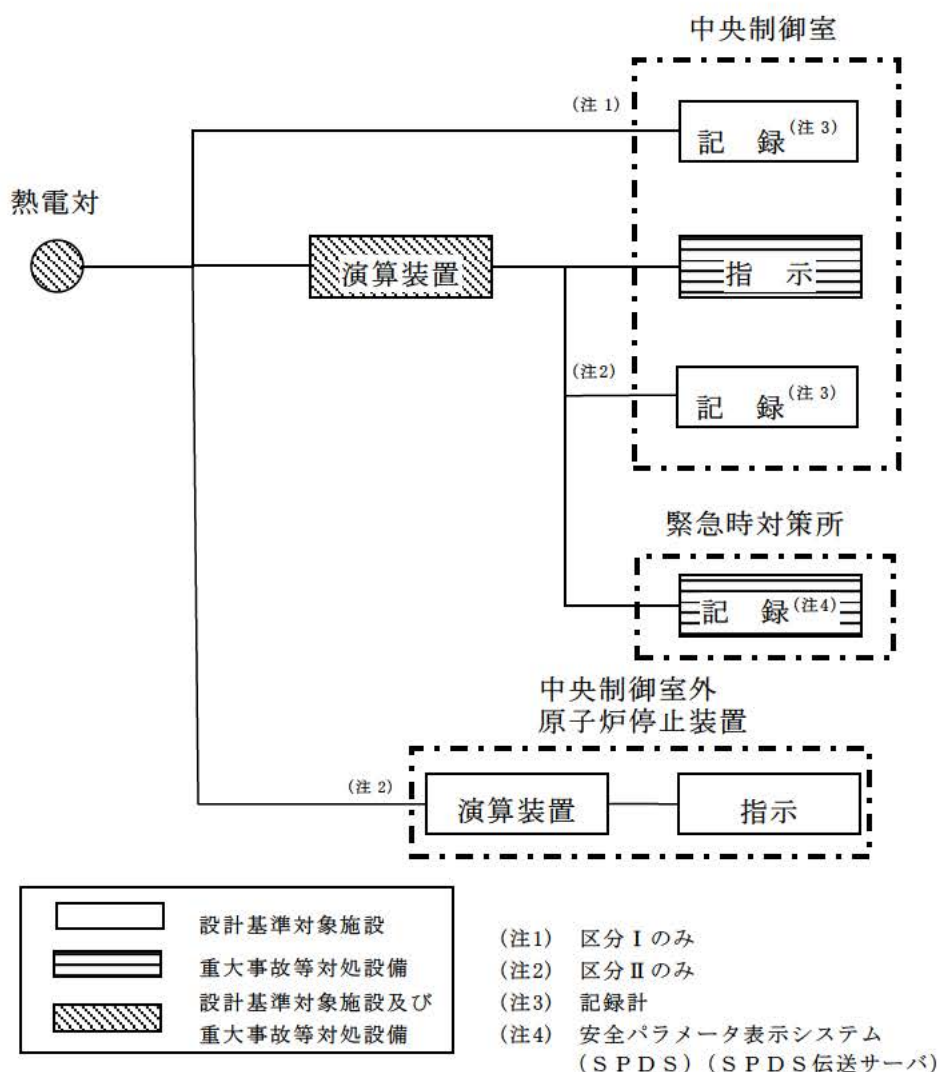 中央制御室
(注 1)
記 録(注 3)
熱電対
演算装置
指 示
(注2)
記 録(注 3)
緊急時対策所
記 録(注4)
中央制御室外
原子炉停止装置
(注 2)
演算装置
指示
設計基準対象施設
重大事故等対処設備
設計基準対象施設及び
重大事故等対処設備
(注1) 区分Ⅰのみ
(注2) 区分Ⅱのみ
(注3) 記録計
(注4) 安全パラメータ表示システム
(ＳＰＤＳ)(ＳＰＤＳ伝送サーバ)